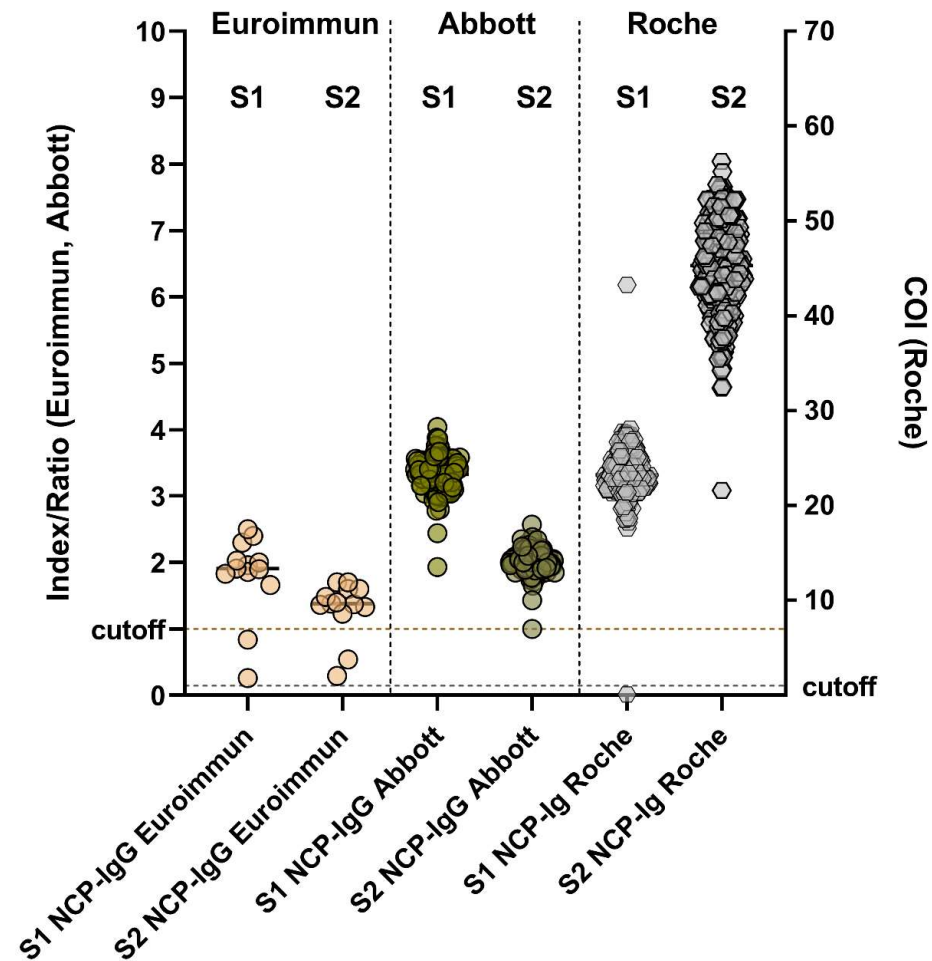 Euroimmun Abbott Roche
S1 S2 S1 S2 S1 S2
Index/Ratio (Euroimmun, Abbott)
10
9
8
7
6
5
4
3
2
cutoff
0
70
60
50
40
30
20
10
cutoff
COI (Roche)
S1 NCP-IgG Euroimmun
S2 NCP-IgG Euroimmun
S1 NCP-IgG Abbott
S2 NCP-IgG Abbott
S1 NCP-Ig Roche
S2 NCP-Ig Roche